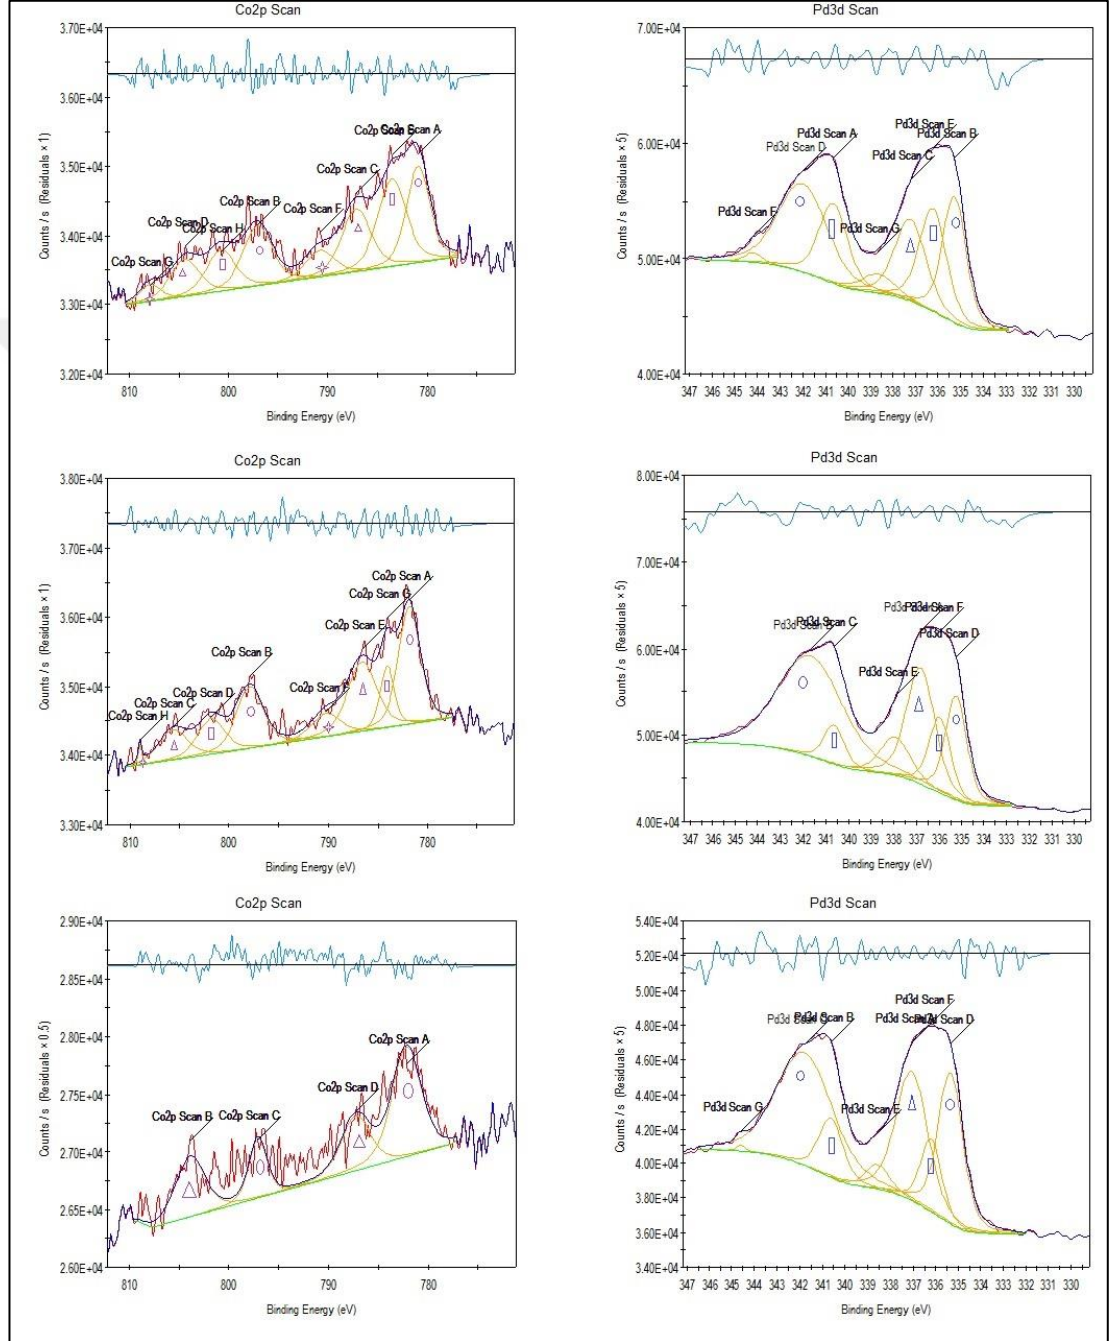 Co2p Scan
3.70E+04
3.60E+04
3.50E+04
3.40E+04
3.30E+04
3.20E+04
Counts / s (Residuals × 1)
Co2p Scan A
Co2p Scan C
Co2p Scan B
Co2p Scan F
Co2p Scan D
Co2p Scan H
Co2p Scan G
810 800 790 780
Binding Energy (eV)
Pd3d Scan
7.00E+04
6.00E+04
5.00E+04
4.00E+04
Counts / s (Residuals × 5)
Pd3d Scan A
Pd3d Scan D
Pd3d Scan B
Pd3d Scan C
Pd3d Scan G
347 345 344 343 342 341 340 339 338 337 336 335 334 333 332 331 330
Binding Energy (eV)
Co2p Scan
3.80E+04
3.70E+04
3.60E+04
3.50E+04
3.40E+04
3.30E+04
Counts / s (Residuals × 1)
Co2p Scan A
Co2p Scan G
Co2p Scan E
Co2p Scan B
Co2p Scan F
Co2p Scan D
Co2p Scan C
Co2p Scan H
810 800 790 780
Binding Energy (eV)
Pd3d Scan
8.00E+04
7.00E+04
6.00E+04
5.00E+04
4.00E+04
Counts / s (Residuals × 5)
Pd3d Scan C
Pd3d Scan F
Pd3d Scan D
Pd3d Scan E
347 345 344 343 342 341 340 339 338 337 336 335 334 333 332 331 330
Binding Energy (eV)
Co2p Scan
2.90E+04
2.85E+04
2.80E+04
2.75E+04
2.70E+04
2.65E+04
2.60E+04
Counts / s (Residuals × 0.5)
Co2p Scan A
Co2p Scan D
Co2p Scan B
Co2p Scan C
810 800 790 780
Binding Energy (eV)
Pd3d Scan
5.40E+04
5.20E+04
5.00E+04
4.80E+04
4.60E+04
4.40E+04
4.20E+04
4.00E+04
3.80E+04
3.60E+04
3.40E+04
Counts / s (Residuals × 5)
Pd3d Scan B
Pd3d Scan F
Pd3d Scan D
Pd3d Scan E
Pd3d Scan G
347 345 344 343 342 341 340 339 338 337 336 335 334 333 332 331 330
Binding Energy (eV)